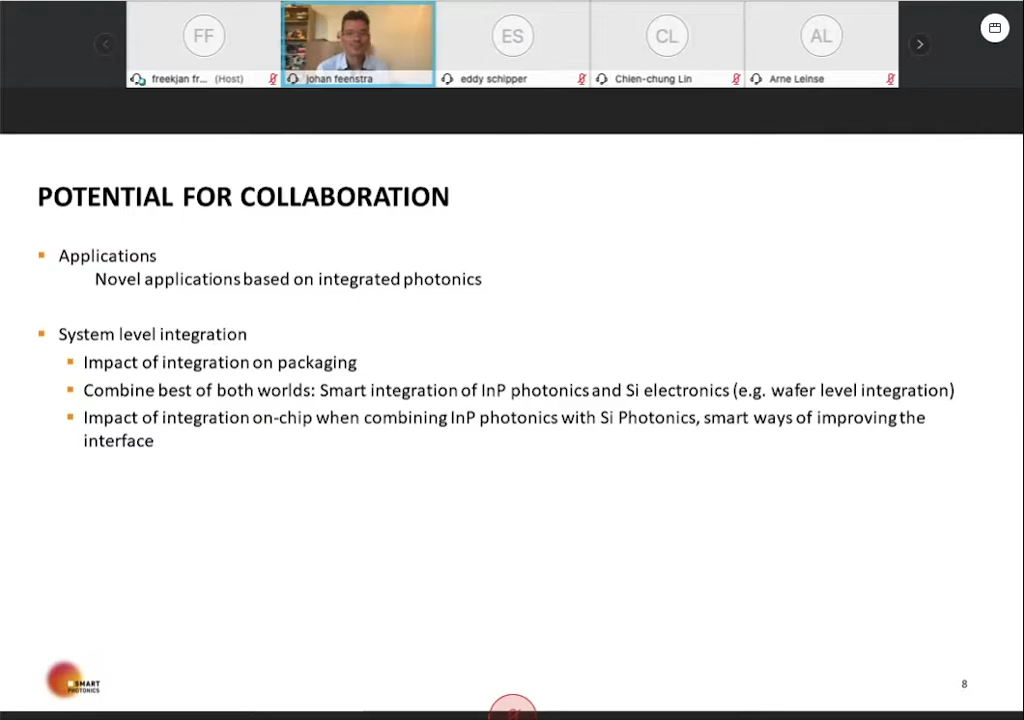 FF
ES
CL
AL
freekjan fr... (Host)
johan feenstra
eddy schipper
Chien-chung Lin
Arne Leinse
POTENTIAL FOR COLLABORATION
Applications
Novel applications based on integrated photonics
System level integration
Impact of integration on packaging
Combine best of both worlds: Smart integration of InP photonics and Si electronics (e.g. wafer level integration)
Impact of integration on-chip when combining InP photonics with Si Photonics, smart ways of improving the
interface
SMART
PHOTONICS
8